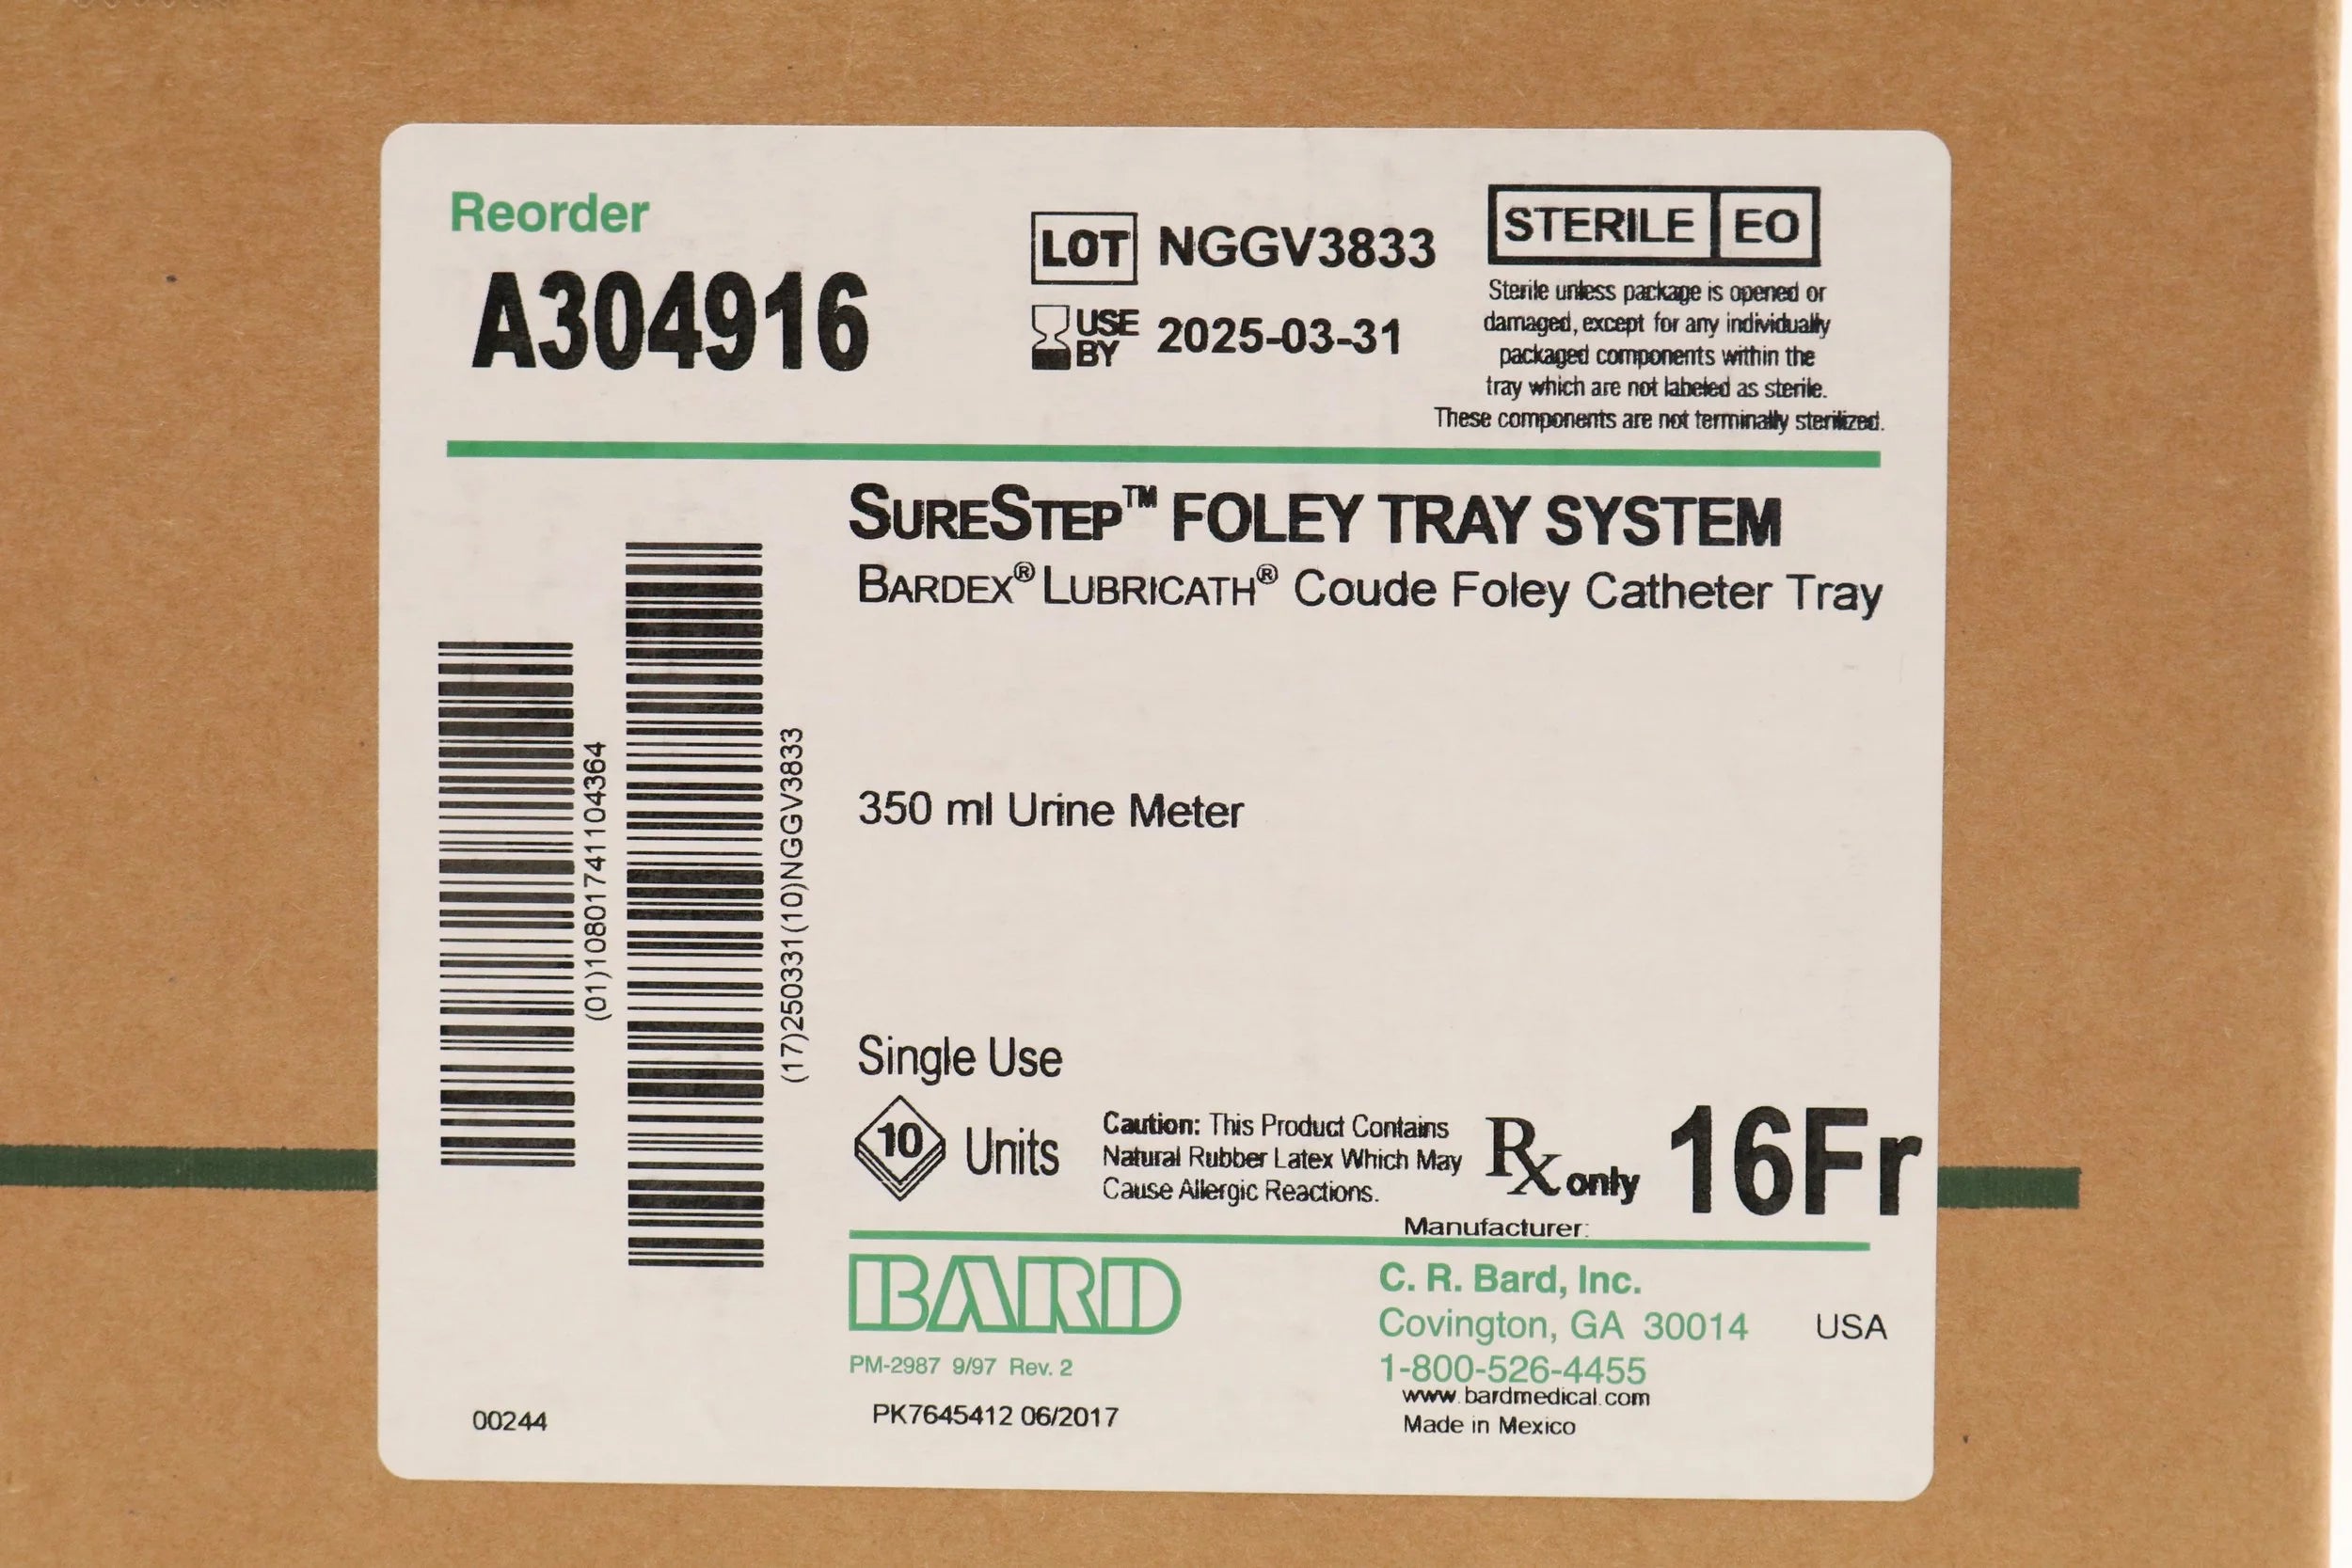 Reorder
A304916
LOT NGGV3833
USE BY 2025-03-31
STERILE EO
Sterile unless package is opened or
damaged, except for any individually
packaged components within the
tray which are not labeled as sterile.
These components are not terminally sterilized.
SURESTEP™ FOLEY TRAY SYSTEM
BARDEX® LUBRICATH® Coude Foley Catheter Tray
(01)10801741104364
(17)250331(10)NGGV3833
350 ml Urine Meter
Single Use
10 Units
Caution: This Product Contains
Natural Rubber Latex Which May
Cause Allergic Reactions.
Rx only
16Fr
Manufacturer:
BARD
C. R. Bard, Inc.
Covington, GA 30014 USA
1-800-526-4455
www.bardmedical.com
Made in Mexico
PM-2987 9/97 Rev. 2
PK7645412 06/2017
00244